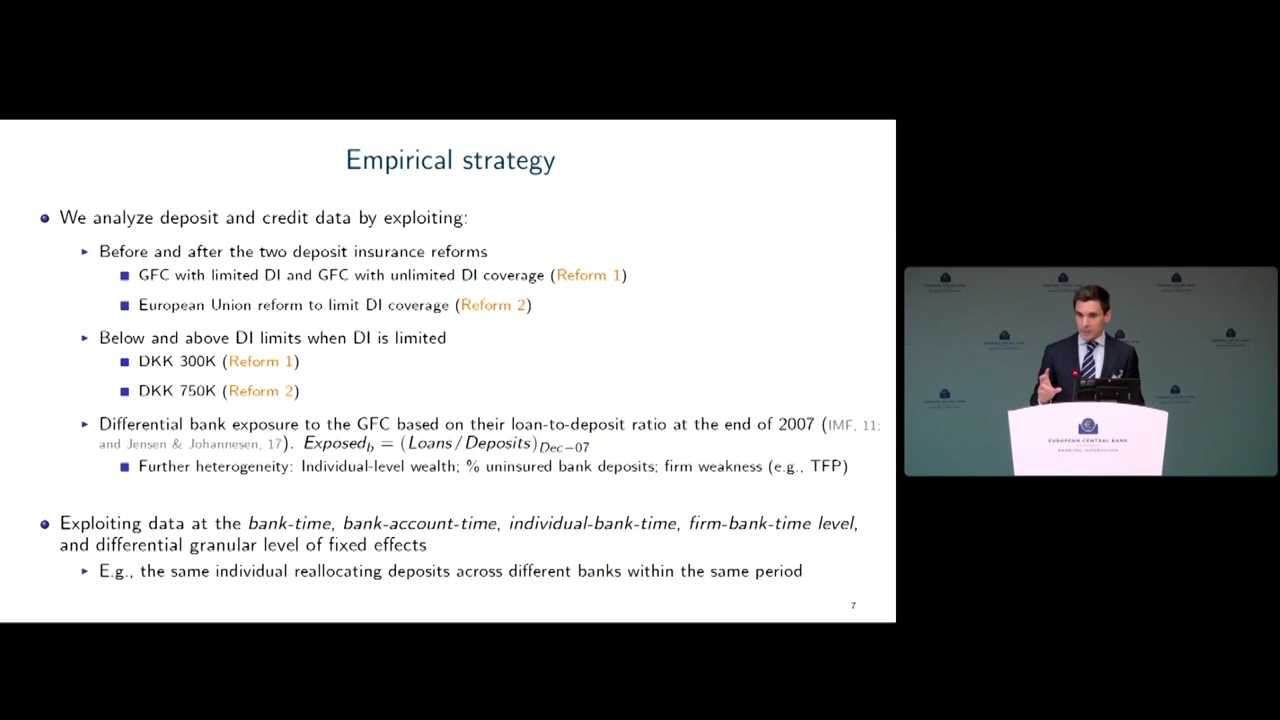 Empirical strategy
We analyze deposit and credit data by exploiting:
Before and after the two deposit insurance reforms
GFC with limited DI and GFC with unlimited DI coverage (Reform 1)
European Union reform to limit DI coverage (Reform 2)
Below and above DI limits when DI is limited
DKK 300K (Reform 1)
DKK 750K (Reform 2)
Differential bank exposure to the GFC based on their loan-to-deposit ratio at the end of 2007 (IMF, 11;
and Jensen & Johannesen, 17). Exposed_b = (Loans/Deposits)_Dec−07
Further heterogeneity: Individual-level wealth; % uninsured bank deposits; firm weakness (e.g., TFP)
Exploiting data at the bank-time, bank-account-time, individual-bank-time, firm-bank-time level,
and differential granular level of fixed effects
E.g., the same individual reallocating deposits across different banks within the same period
7
EUROPEAN CENTRAL BANK
BANKING SUPERVISION